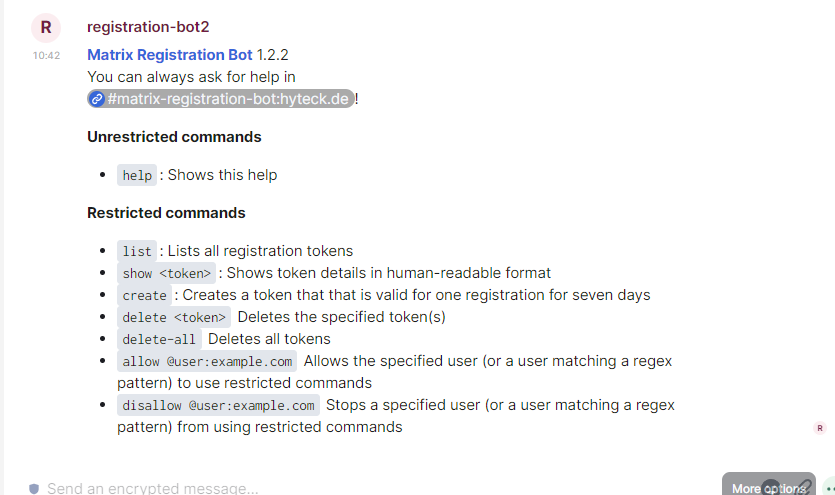 R
registration-bot2
10:42
Matrix Registration Bot 1.2.2
You can always ask for help in
#matrix-registration-bot:hyteck.de!
Unrestricted commands
• help : Shows this help
Restricted commands
• list : Lists all registration tokens
• show <token> : Shows token details in human-readable format
• create : Creates a token that that is valid for one registration for seven days
• delete <token> Deletes the specified token(s)
• delete-all Deletes all tokens
• allow @user:example.com Allows the specified user (or a user matching a regex
pattern) to use restricted commands
• disallow @user:example.com Stops a specified user (or a user matching a regex
pattern) from using restricted commands
R
Send an encrypted message...
More options